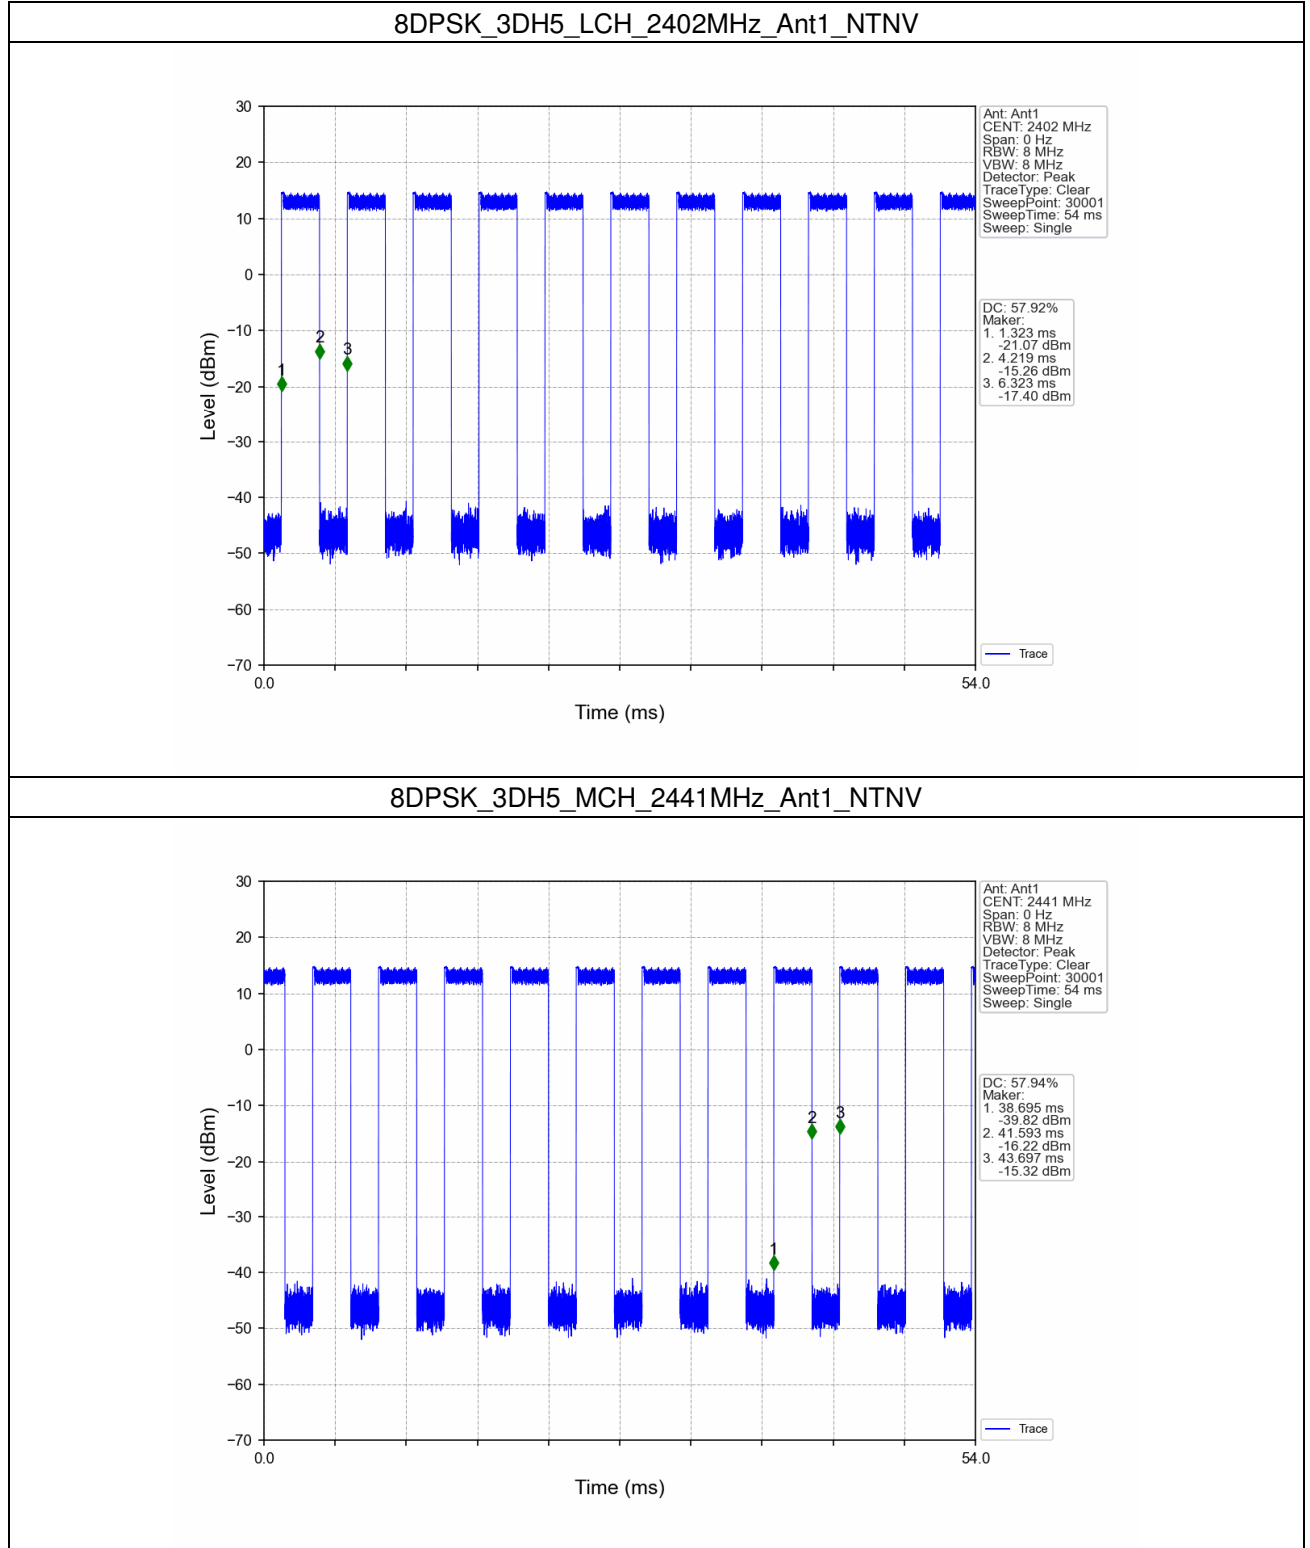 8DPSK_3DH5_LCH_2402MHz_Ant1_NTNV
30
20
10
0
−10
−20
−30
−40
−50
−60
−70
Level (dBm)
0.0
54.0
Time (ms)
1
2
3
Ant: Ant1
CENT: 2402 MHz
Span: 0 Hz
RBW: 8 MHz
VBW: 8 MHz
Detector: Peak
TraceType: Clear
SweepPoint: 30001
SweepTime: 54 ms
Sweep: Single
DC: 57.92%
Maker:
1. 1.323 ms
-21.07 dBm
2. 4.219 ms
-15.26 dBm
3. 6.323 ms
-17.40 dBm
Trace
8DPSK_3DH5_MCH_2441MHz_Ant1_NTNV
30
20
10
0
−10
−20
−30
−40
−50
−60
−70
Level (dBm)
0.0
54.0
Time (ms)
1
2
3
Ant: Ant1
CENT: 2441 MHz
Span: 0 Hz
RBW: 8 MHz
VBW: 8 MHz
Detector: Peak
TraceType: Clear
SweepPoint: 30001
SweepTime: 54 ms
Sweep: Single
DC: 57.94%
Maker:
1. 38.695 ms
-39.82 dBm
2. 41.593 ms
-16.22 dBm
3. 43.697 ms
-15.32 dBm
Trace